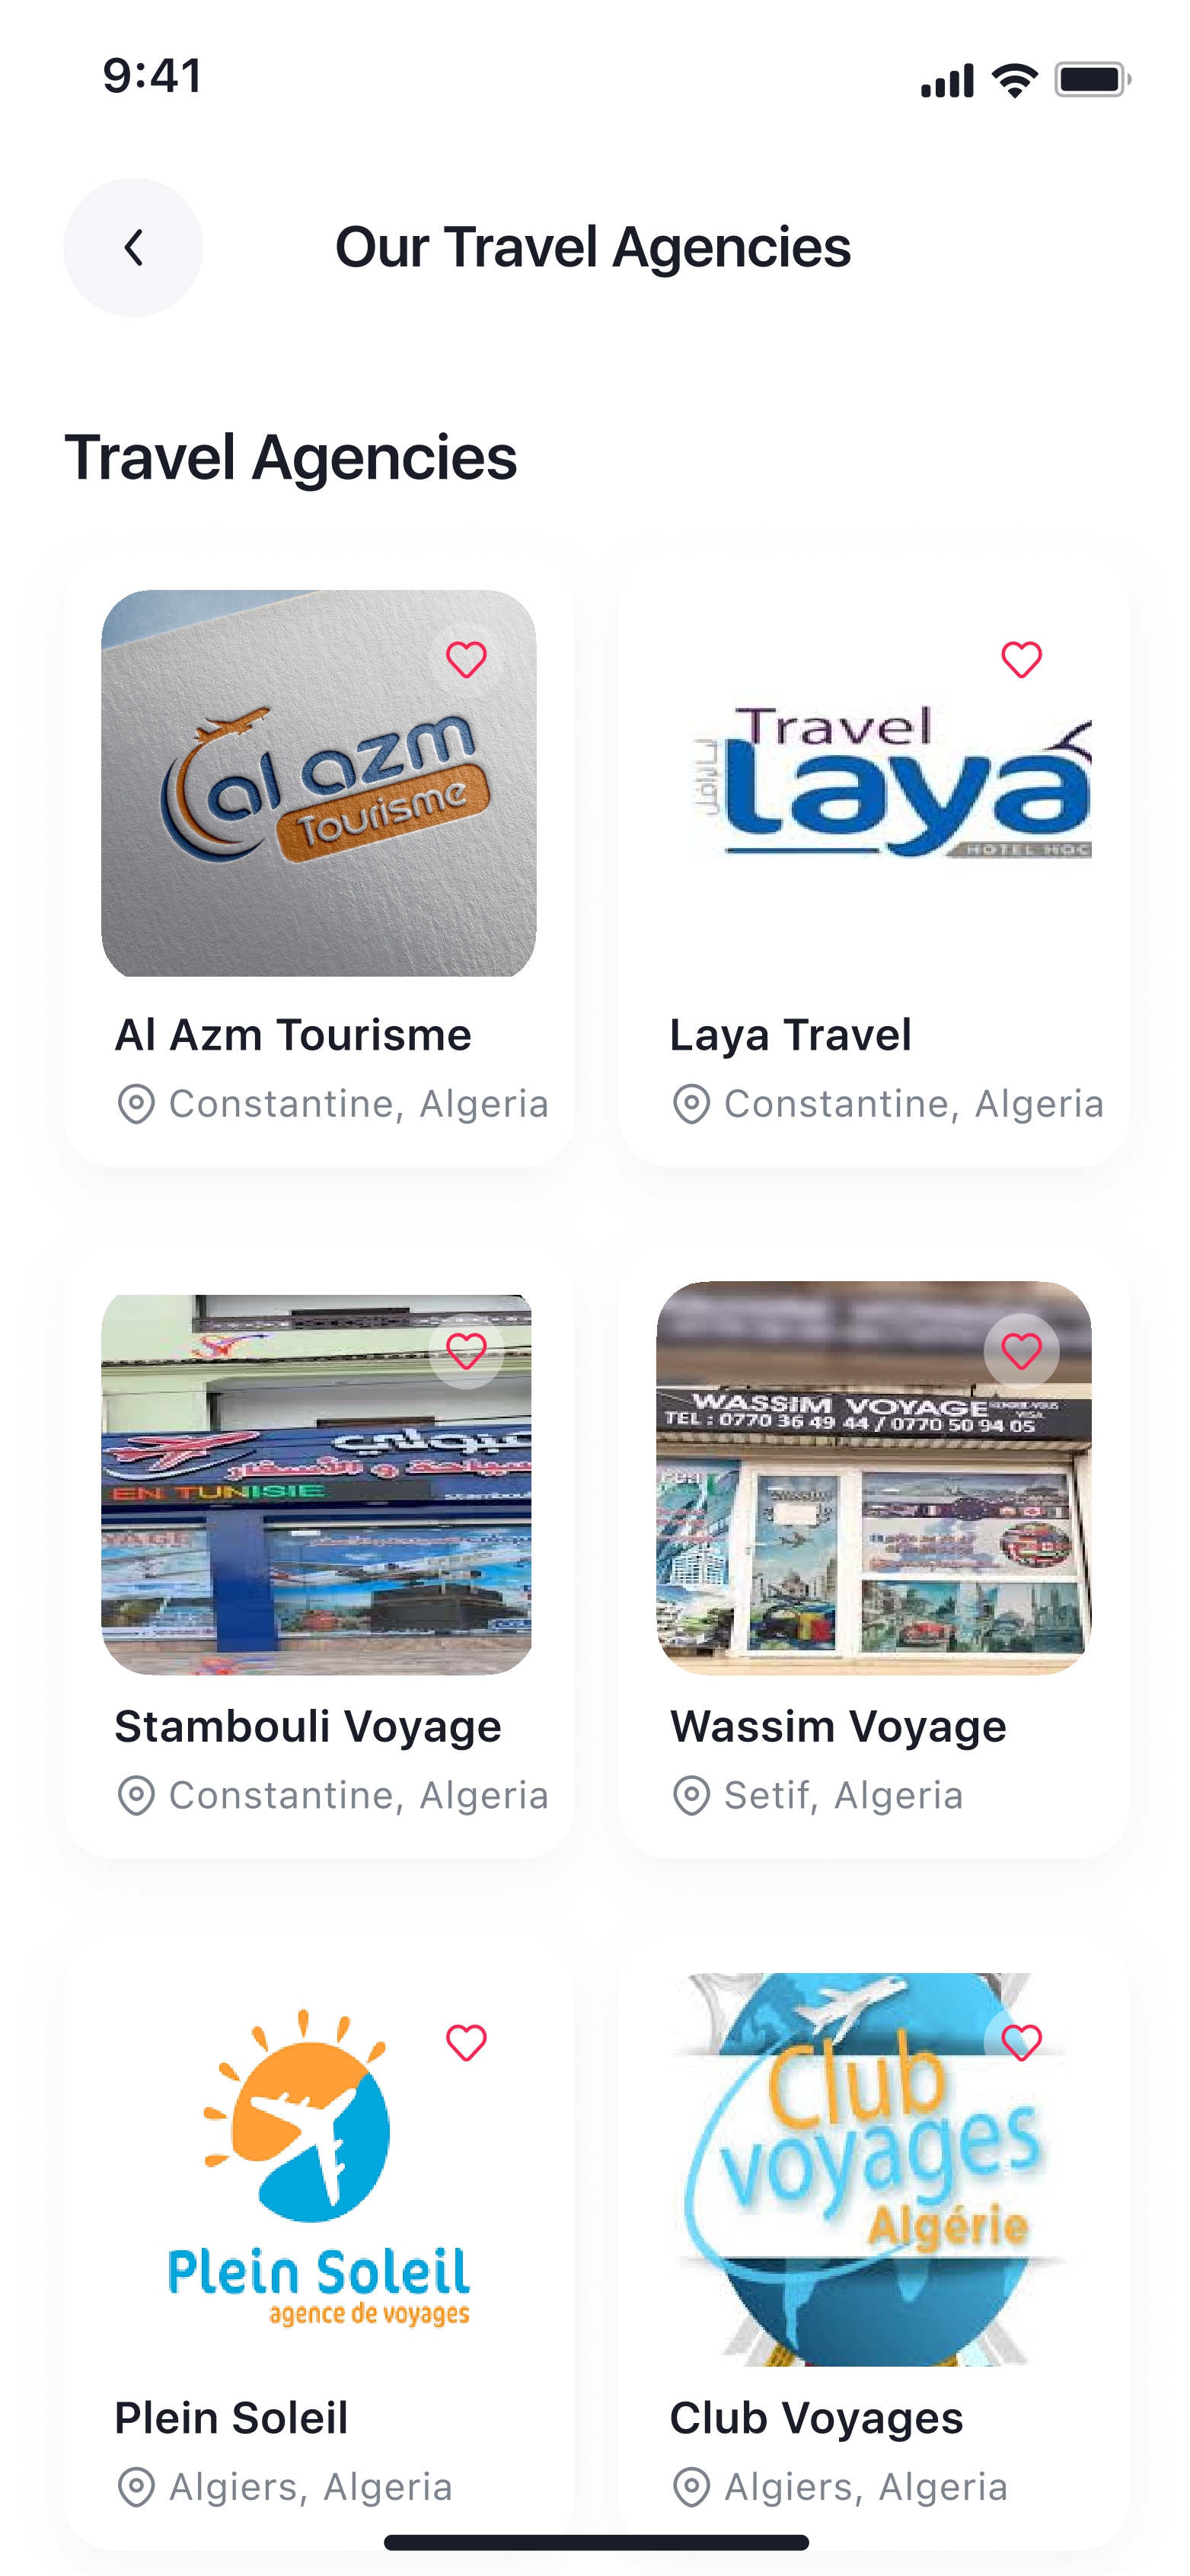 9:41
Our Travel Agencies
Travel Agencies
al azm
Tourisme
Travel
laya
HOTEL HOC
Al Azm Tourisme
Constantine, Algeria
Laya Travel
Constantine, Algeria
EN TUNISIE
WASSIM VOYAGE
TEL : 0770 36 49 44 / 0770 50 94 05
Stambouli Voyage
Constantine, Algeria
Wassim Voyage
Setif, Algeria
Plein Soleil
agence de voyages
Club
voyages
Algérie
Plein Soleil
Algiers, Algeria
Club Voyages
Algiers, Algeria